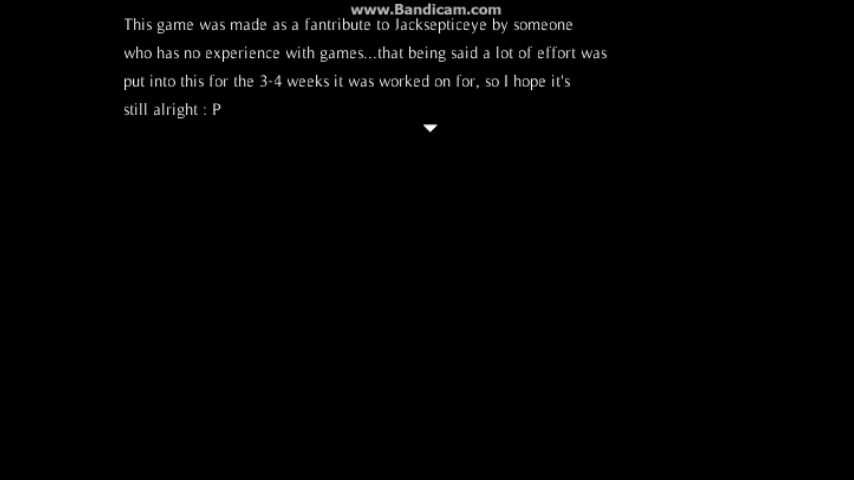 www.Bandicam.com
This game was made as a fantribute to Jacksepticeye by someone
who has no experience with games...that being said a lot of effort was
put into this for the 3-4 weeks it was worked on for, so I hope it's
still alright : P